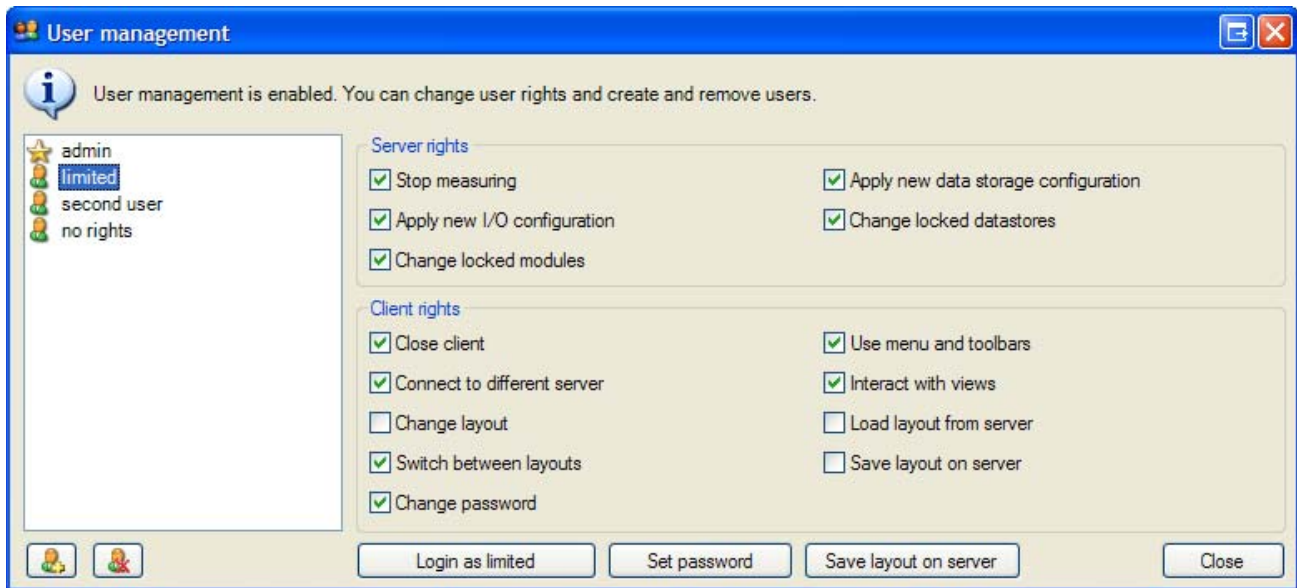 User management
User management is enabled. You can change user rights and create and remove users.
admin
limited
second user
no rights
Server rights
Stop measuring
Apply new data storage configuration
Apply new I/O configuration
Change locked datastores
Change locked modules
Client rights
Close client
Use menu and toolbars
Connect to different server
Interact with views
Change layout
Load layout from server
Switch between layouts
Save layout on server
Change password
Login as limited
Set password
Save layout on server
Close